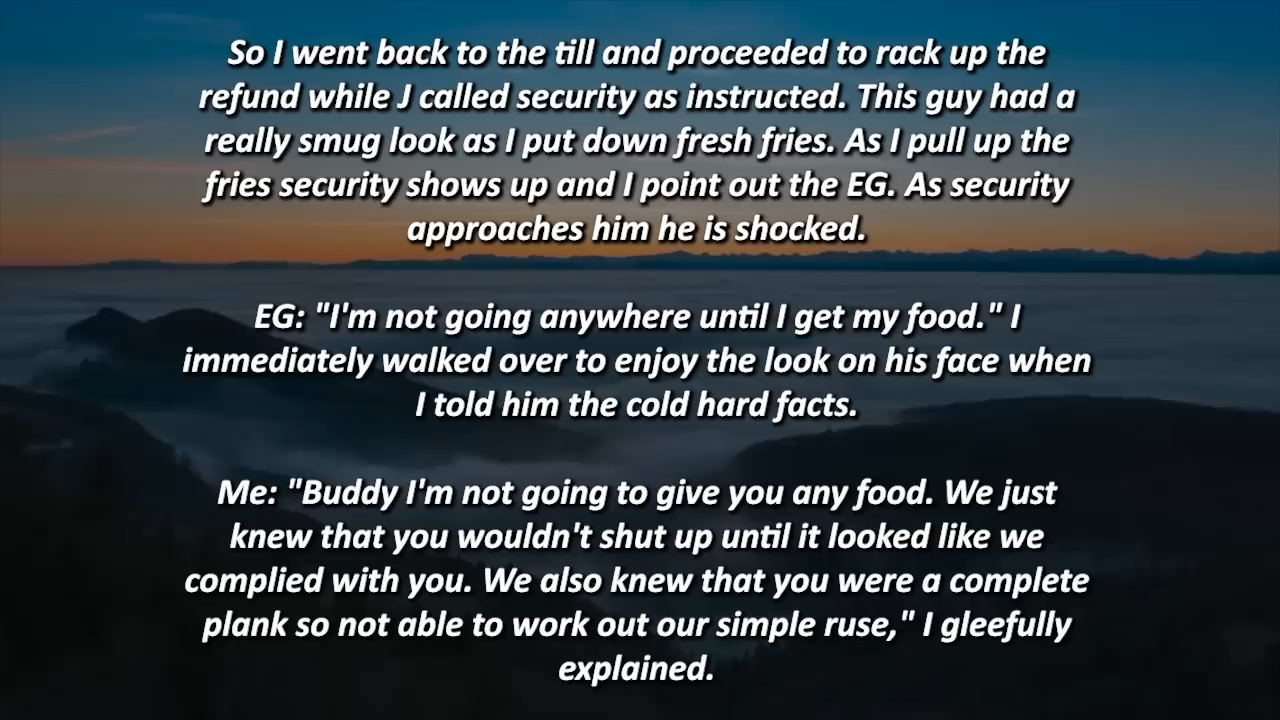 So I went back to the till and proceeded to rack up the
refund while J called security as instructed. This guy had a
really smug look as I put down fresh fries. As I pull up the
fries security shows up and I point out the EG. As security
approaches him he is shocked.
EG: "I'm not going anywhere until I get my food." I
immediately walked over to enjoy the look on his face when
I told him the cold hard facts.
Me: "Buddy I'm not going to give you any food. We just
knew that you wouldn't shut up until it looked like we
complied with you. We also knew that you were a complete
plank so not able to work out our simple ruse," I gleefully
explained.